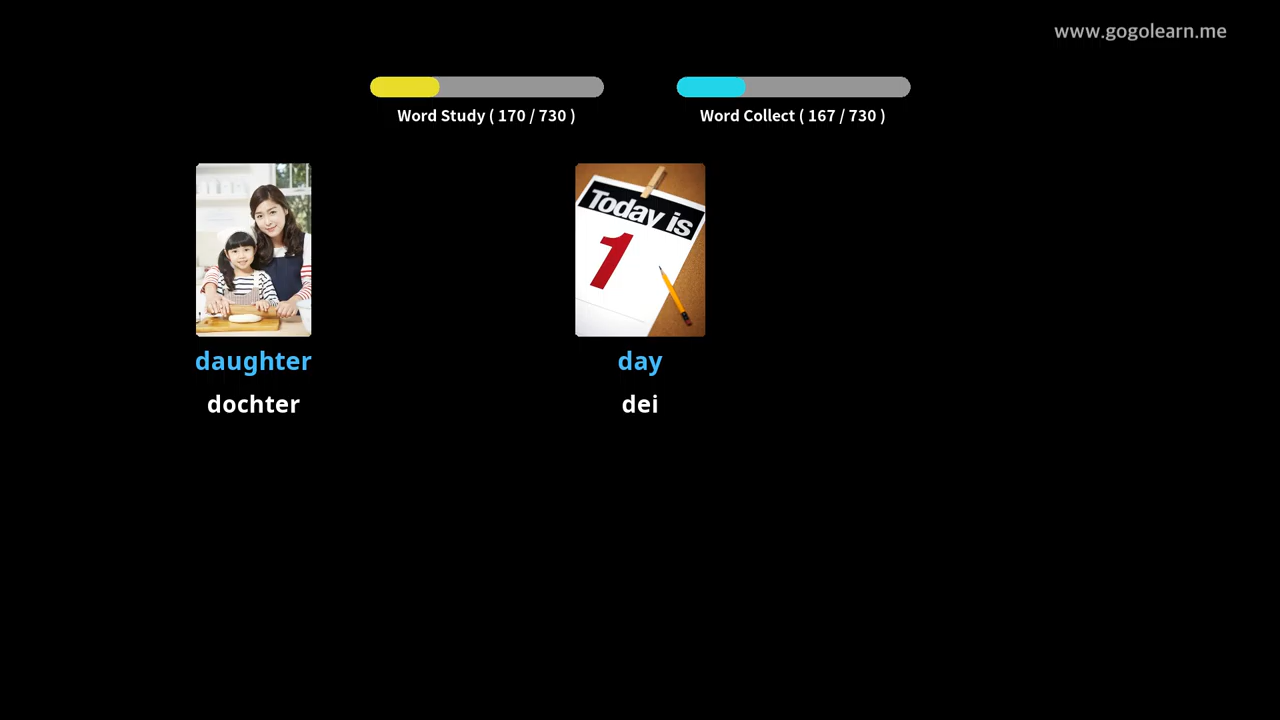 www.gogolearn.me
Word Study ( 170 / 730 )
Word Collect ( 167 / 730 )
Today is
1
daughter
day
dochter
dei